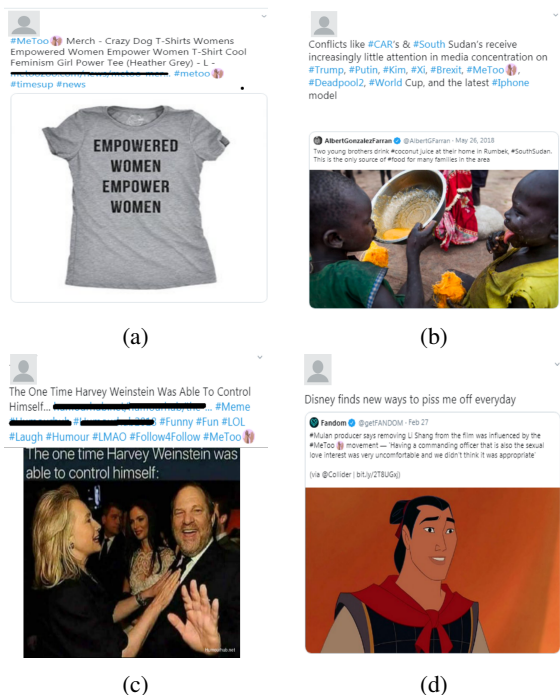 #MeToo Merch - Crazy Dog T-Shirts Womens
Empowered Women Empower Women T-Shirt Cool
Feminism Girl Power Tee (Heather Grey) - L -
#metoo
#timesup #news
EMPOWERED
WOMEN
EMPOWER
WOMEN
(a)
Conflicts like #CAR's & #South Sudan's receive
increasingly little attention in media concentration on
#Trump, #Putin, #Kim, #Xi, #Brexit, #MeToo,
#Deadpool2, #World Cup, and the latest #Iphone
model
AlbertGonzalezFarran @AlbertGFarran - May 26, 2018
Two young brothers drink #coconut juice at their home in Rumbek, #SouthSudan.
This is the only source of #food for many families in the area
(b)
The One Time Harvey Weinstein Was Able To Control
Himself... #Meme
#Funny #Fun #LOL
#Laugh #Humour #LMAO #Follow4Follow #MeToo
The one time Harvey Weinstein was
able to control himself:
(c)
Disney finds new ways to piss me off everyday
Fandom @getFANDOM - Feb 27
#Mulan producer says removing Li Shang from the film was influenced by the
#MeToo movement — 'Having a commanding officer that is also the sexual
love interest was very uncomfortable and we didn't think it was appropriate'
(via @Collider | bit.ly/2T8UGxj)
(d)